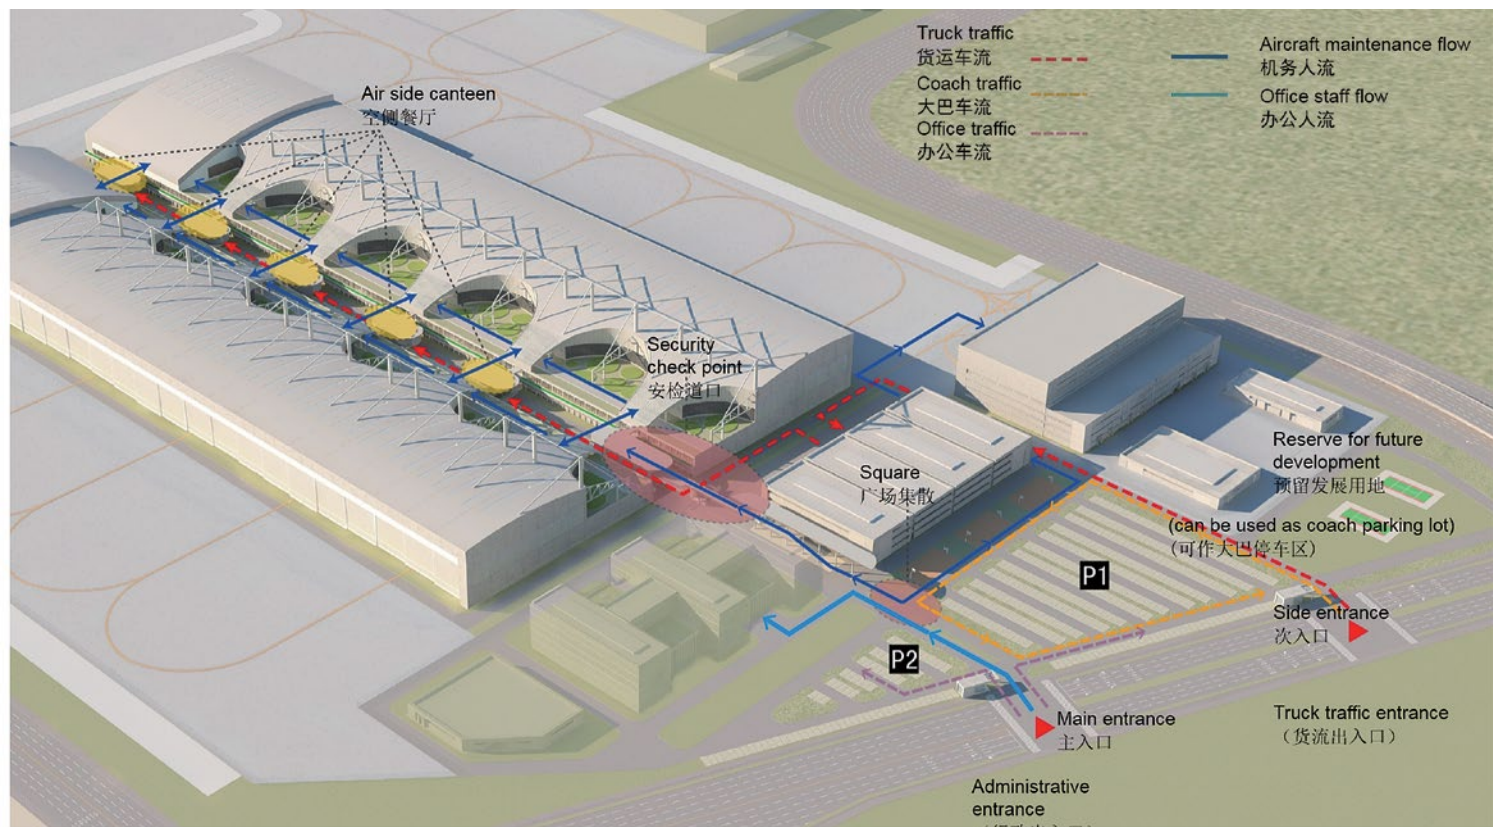 Truck traffic
货运车流
Coach traffic
大巴车流
Office traffic
办公车流
Aircraft maintenance flow
机务人流
Office staff flow
办公人流
Air side canteen
空侧餐厅
Security
check point
安检道口
Square
广场集散
Reserve for future
development
预留发展用地
(can be used as coach parking lot)
(可作大巴停车区)
P1
P2
Side entrance
次入口
Main entrance
主入口
Truck traffic entrance
（货流出入口）
Administrative
entrance